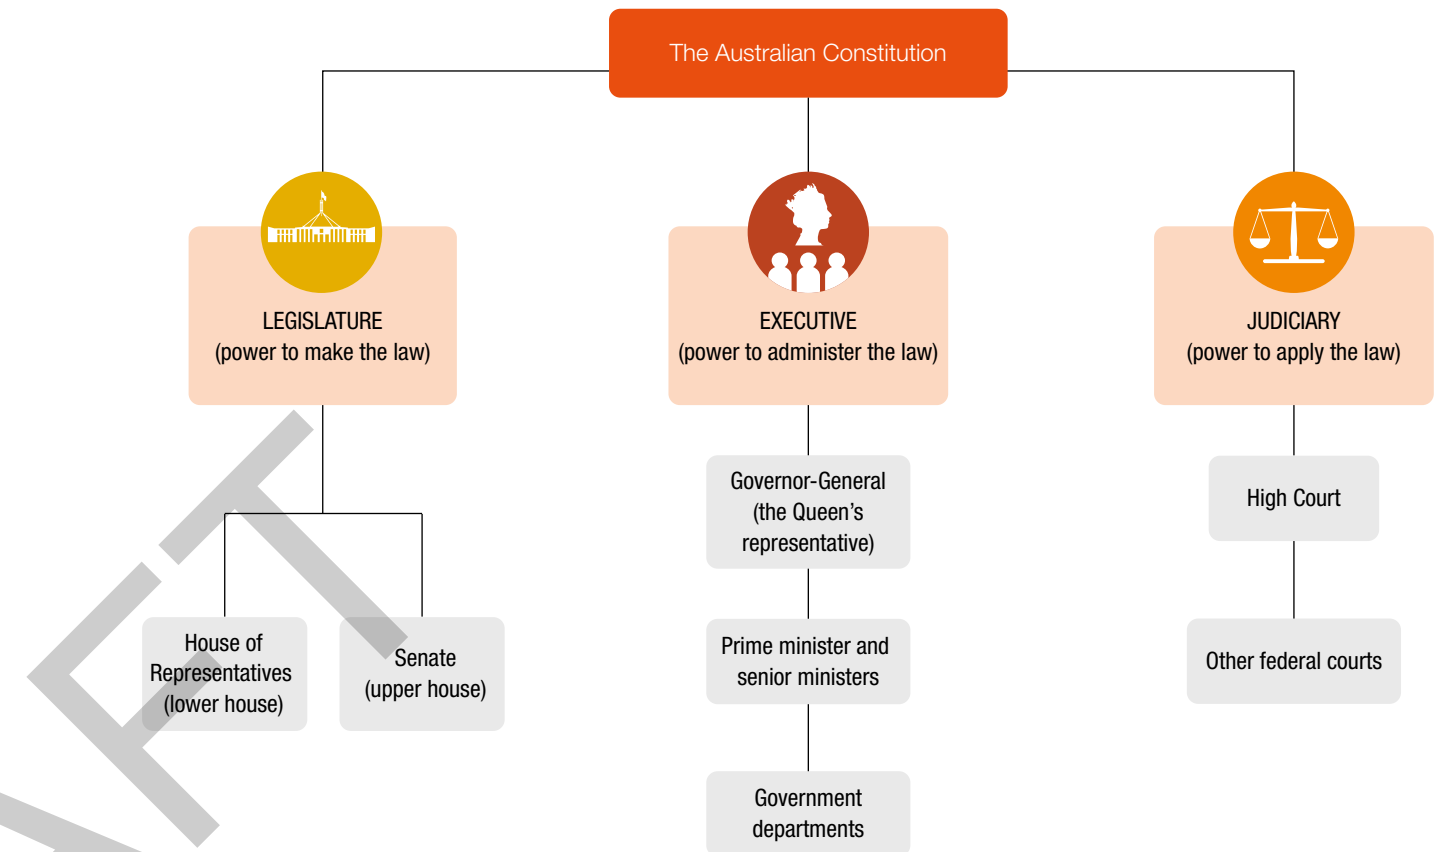 The Australian Constitution
LEGISLATURE
(power to make the law)
EXECUTIVE
(power to administer the law)
JUDICIARY
(power to apply the law)
House of
Representatives
(lower house)
Senate
(upper house)
Governor-General
(the Queen’s
representative)
Prime minister and
senior ministers
Government
departments
High Court
Other federal courts